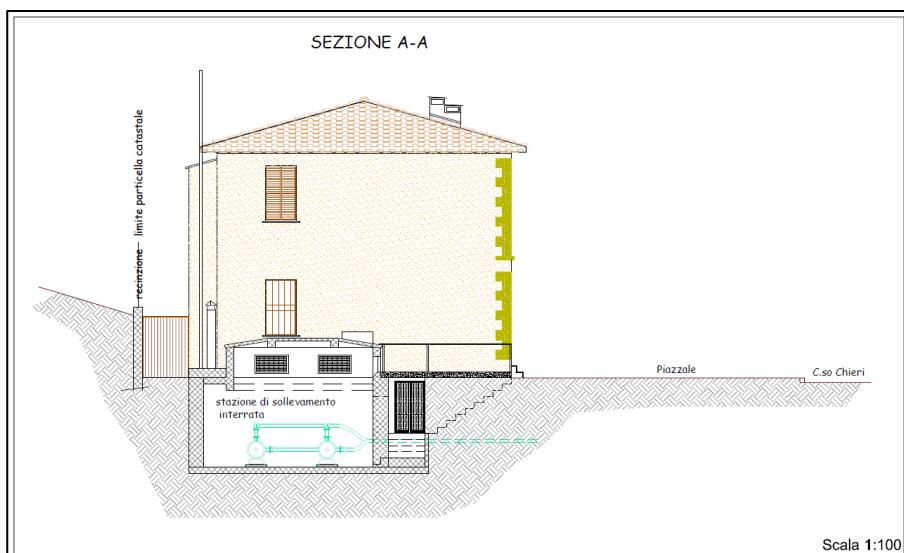 SEZIONE A-A
recinzione limite particella catastale
Piazzale
C.so Chieri
stazione di sollevamento
interrata
Scala 1:100